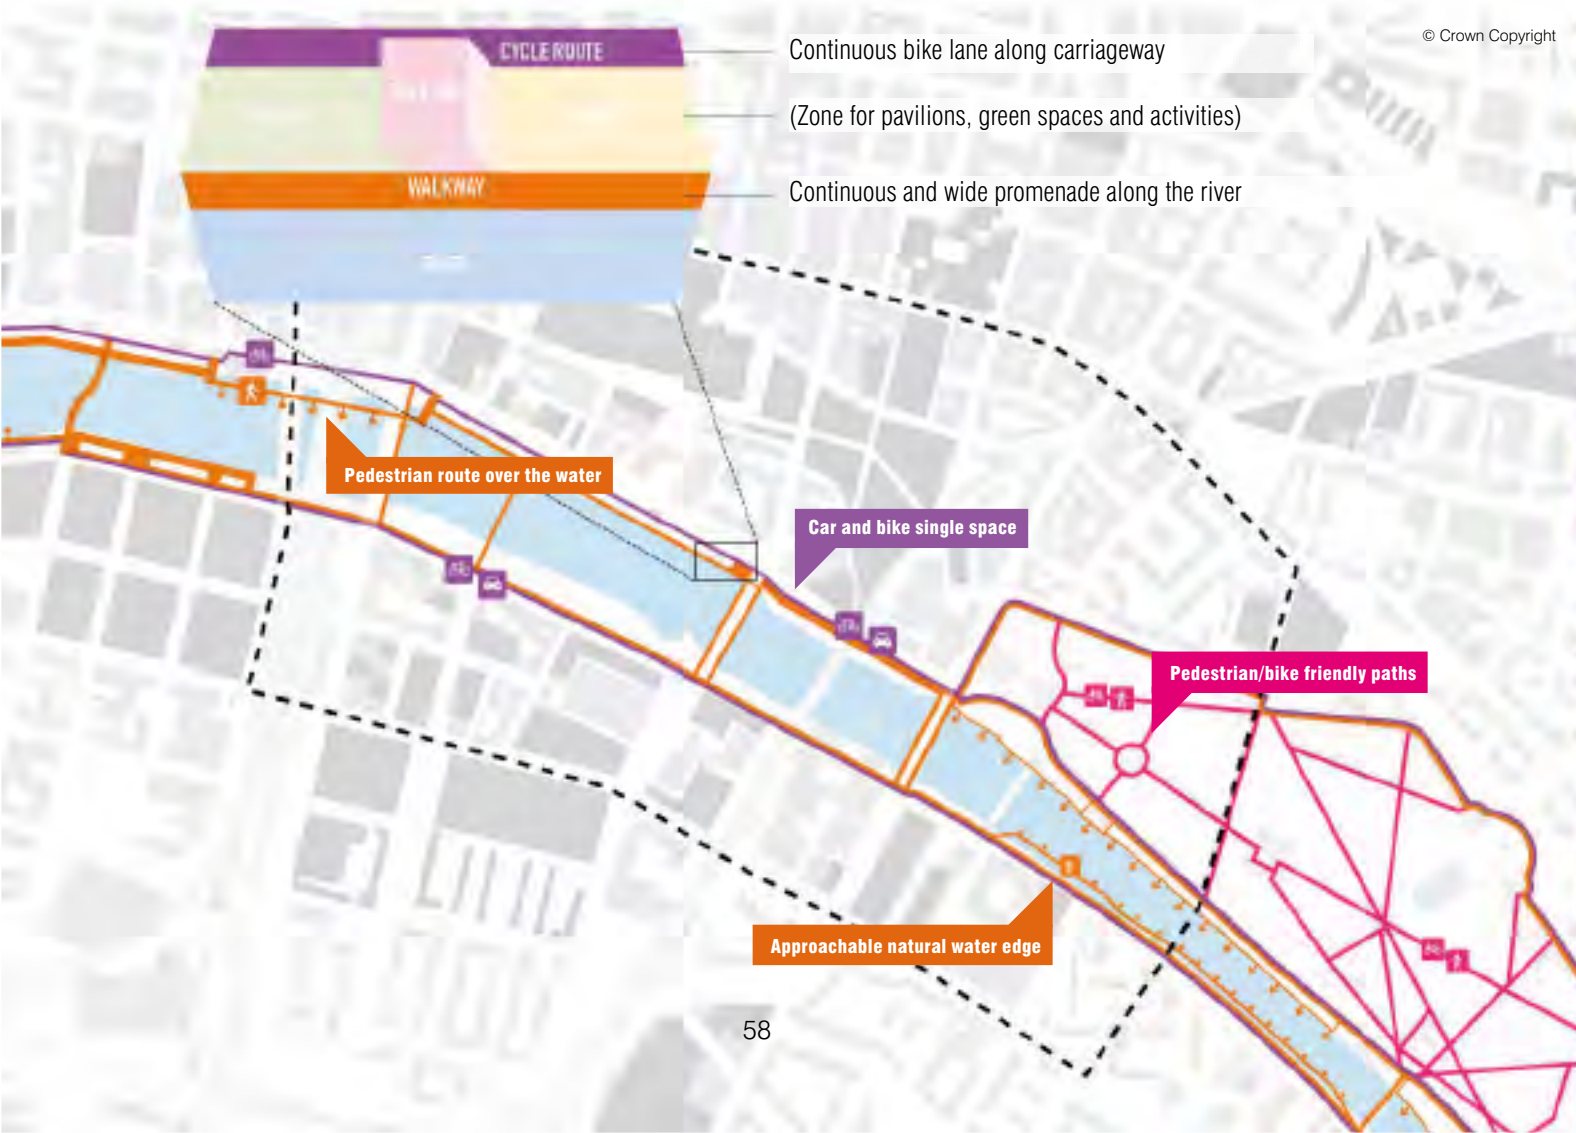 © Crown Copyright
CYCLE ROUTE
Continuous bike lane along carriageway
(Zone for pavilions, green spaces and activities)
WALKWAY
Continuous and wide promenade along the river
Pedestrian route over the water
Car and bike single space
Pedestrian/bike friendly paths
Approachable natural water edge
58